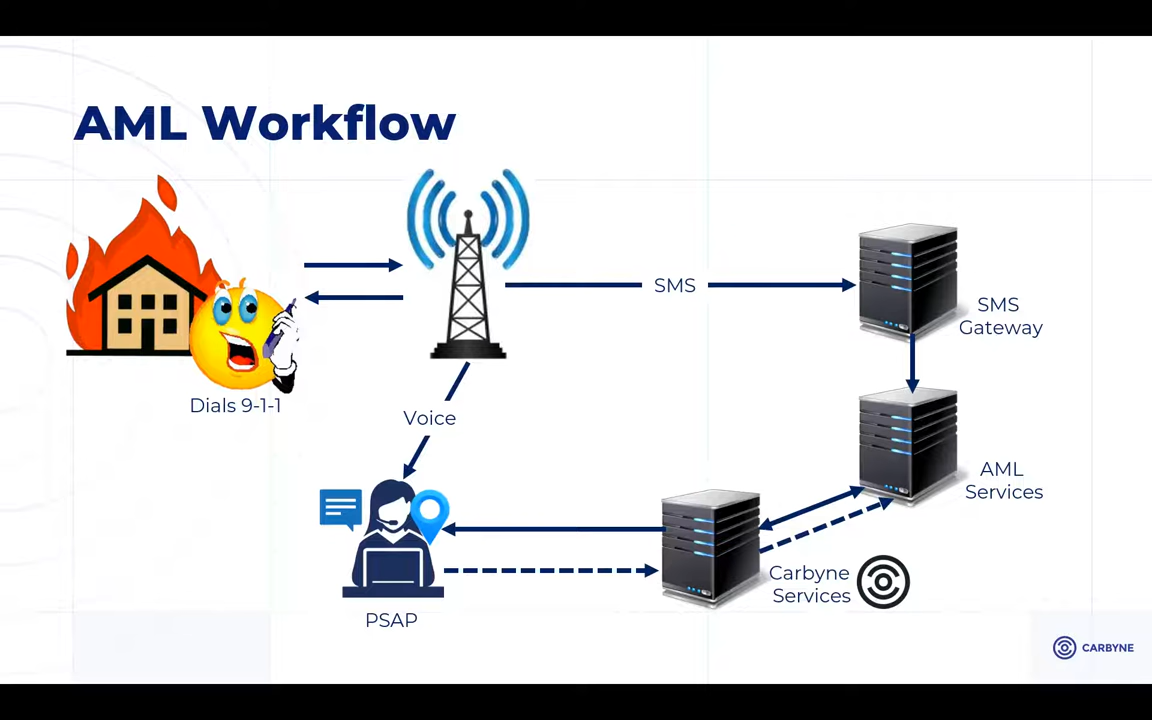 AML Workflow
SMS
SMS
Gateway
Dials 9-1-1
Voice
AML
Services
Carbyne
Services
PSAP
CARBYNE